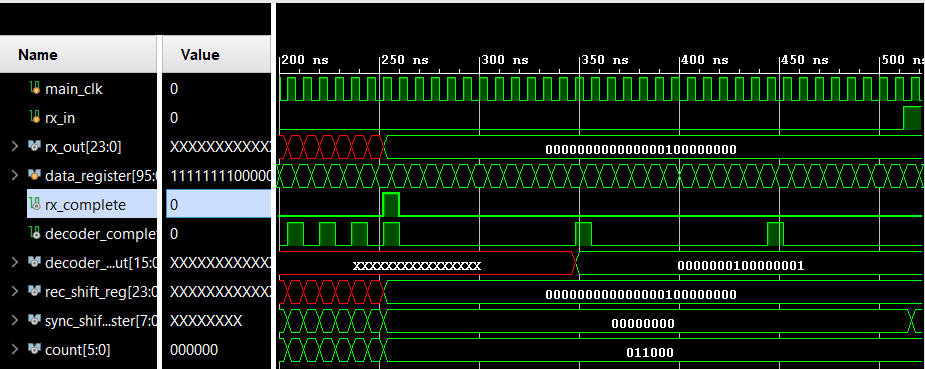 Name Value 200 ns 250 ns 300 ns 350 ns 400 ns 450 ns 500 ns
main_clk 0
rx_in 0
rx_out[23:0] XXXXXXXXXXXX 000000000000000100000000
data_register[95:0 1111111100000
rx_complete 0
decoder_complet 0
decoder_...ut[15:0 XXXXXXXXXXXX XXXXXXXXXXXXXXXX 0000000100000001
rec_shift_reg[23:0 XXXXXXXXXXXX 000000000000000100000000
sync_shif...ster[7:0 XXXXXXXX 00000000
count[5:0] 000000 011000